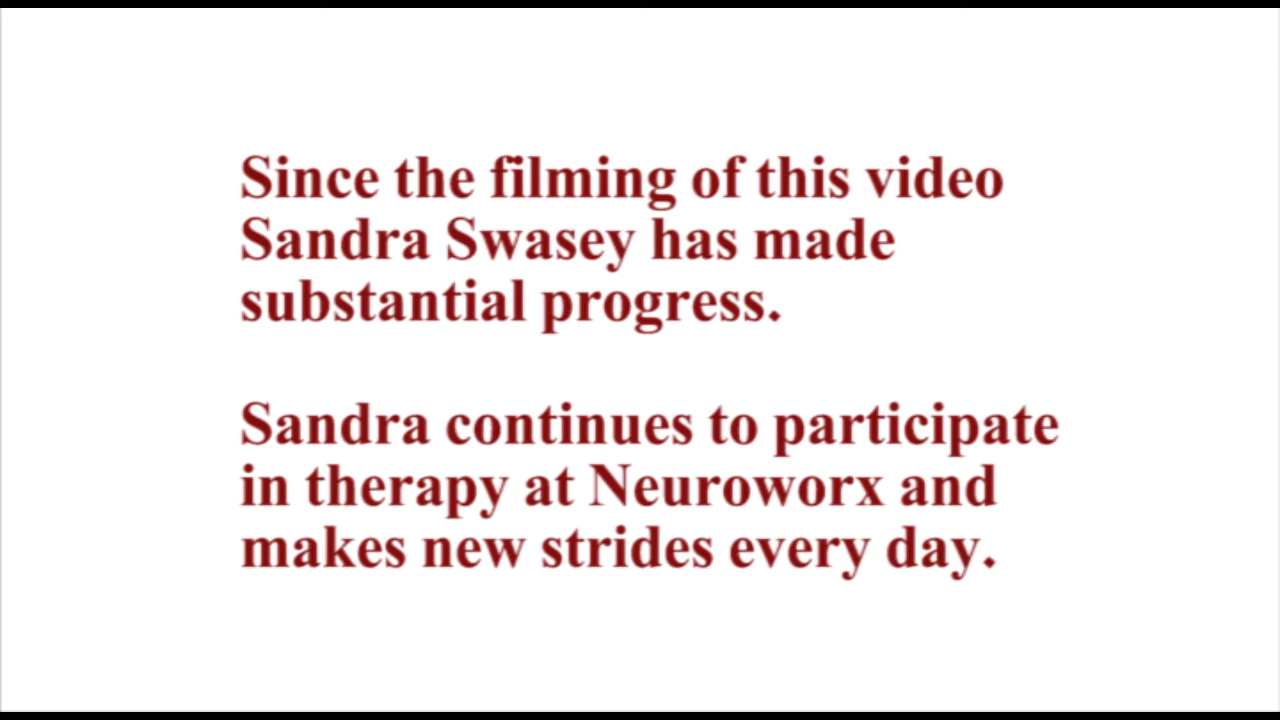 Since the filming of this video
Sandra Swasey has made
substantial progress.
Sandra continues to participate
in therapy at Neuroworx and
makes new strides every day.